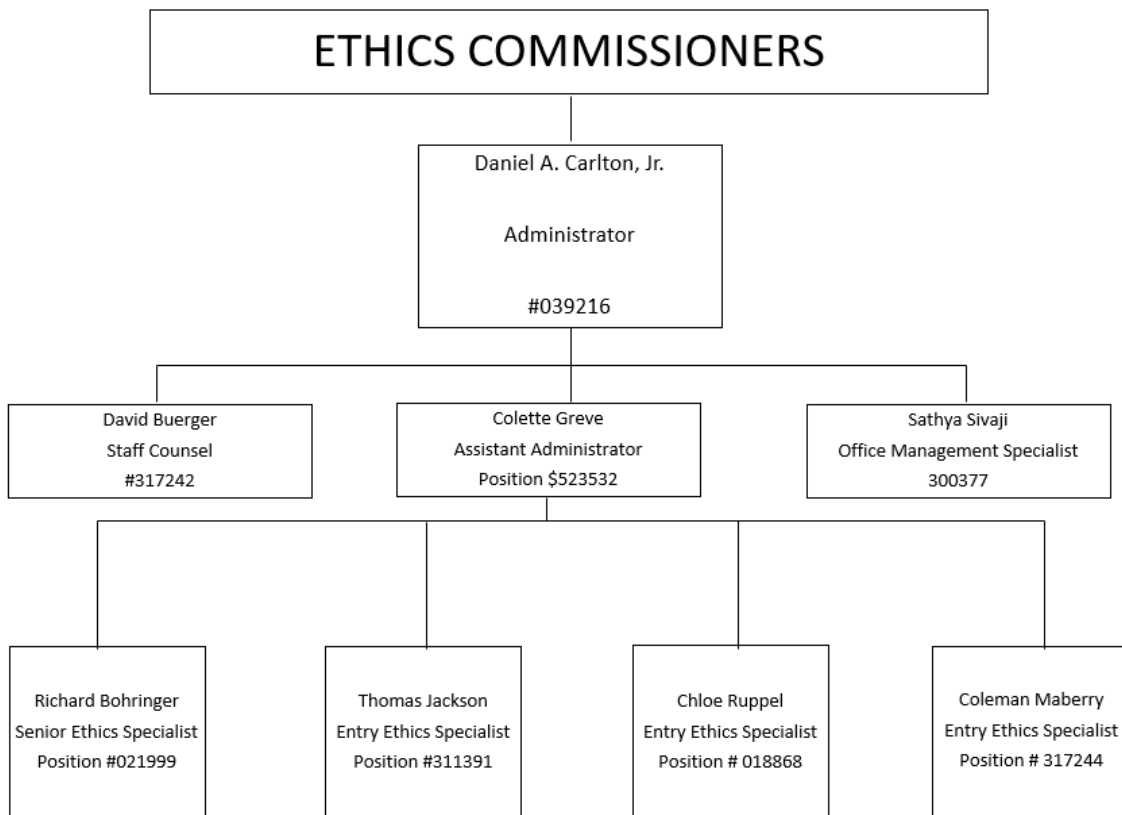 ETHICS COMMISSIONERS
Daniel A. Carlton, Jr.
Administrator
#039216
David Buerger
Staff Counsel
#317242
Colette Greve
Assistant Administrator
Position $523532
Sathya Sivaji
Office Management Specialist
300377
Richard Bohringer
Senior Ethics Specialist
Position #021999
Thomas Jackson
Entry Ethics Specialist
Position #311391
Chloe Ruppel
Entry Ethics Specialist
Position # 018868
Coleman Maberry
Entry Ethics Specialist
Position # 317244